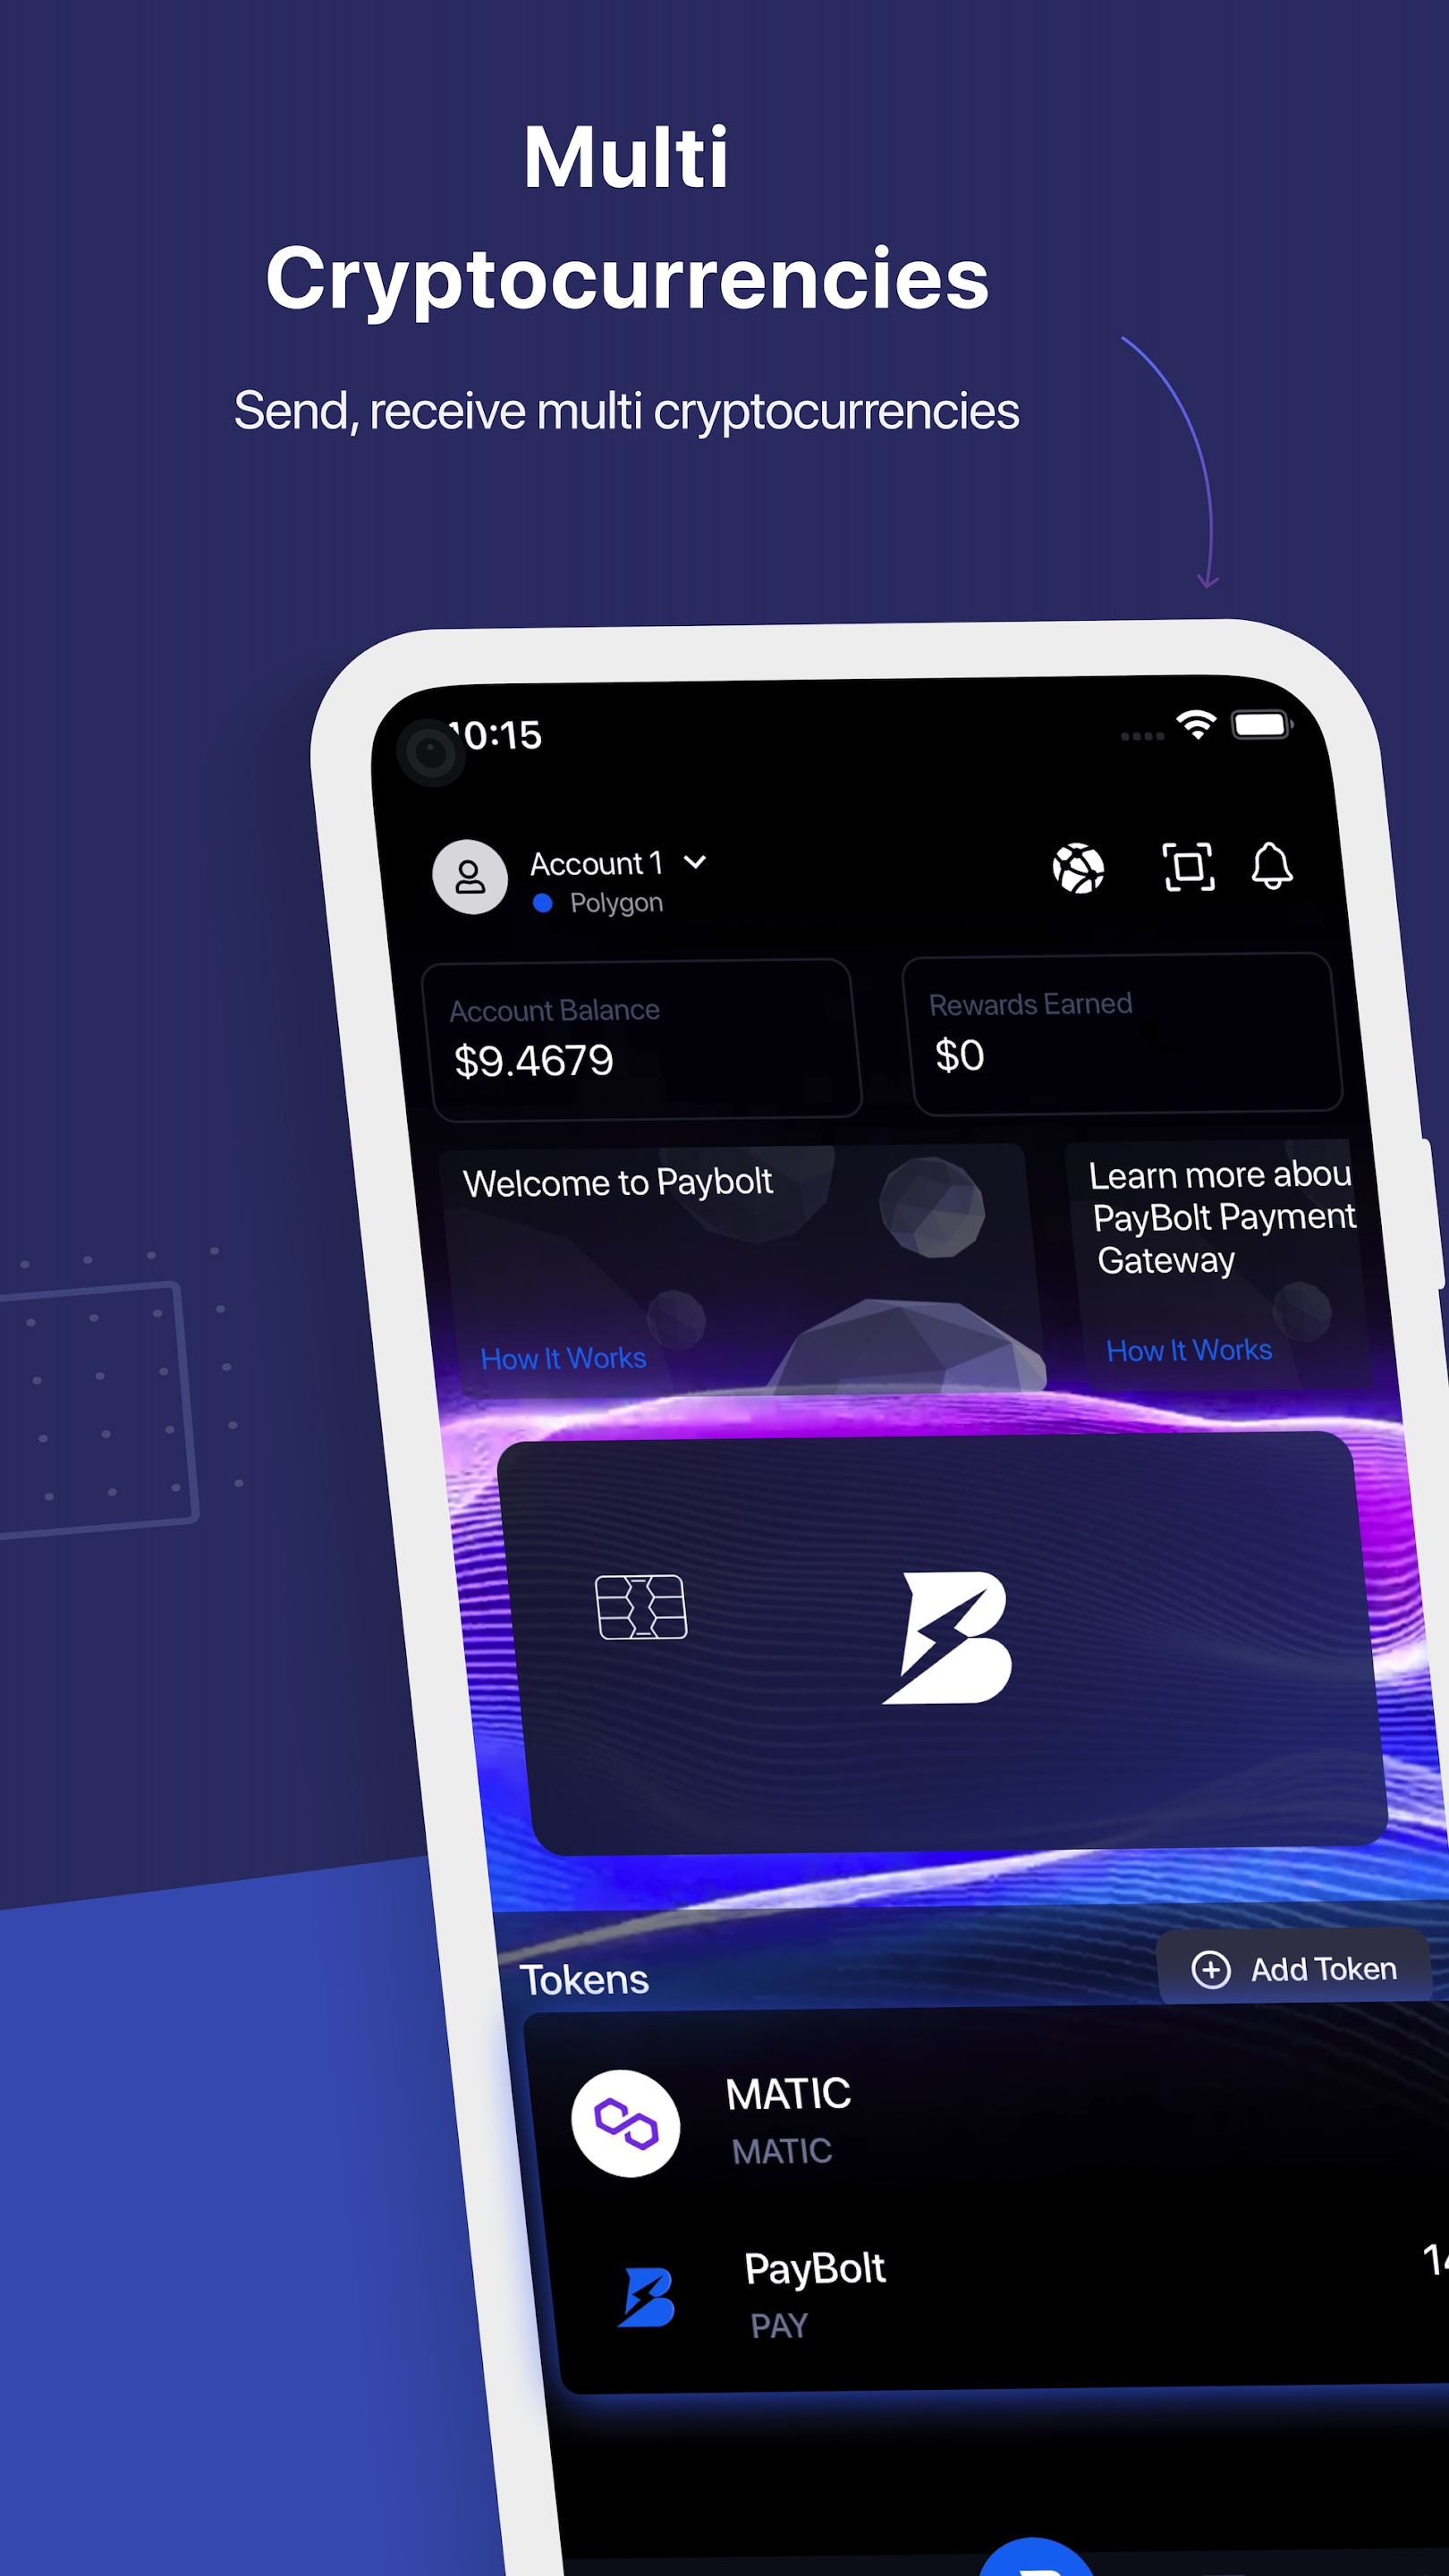 Multi
Cryptocurrencies
Send, receive multi cryptocurrencies
10:15
Account 1
Polygon
Account Balance
$9.4679
Rewards Earned
$0
Welcome to Paybolt
How It Works
Learn more abou
PayBolt Payment
Gateway
How It Works
Tokens
Add Token
MATIC
MATIC
PayBolt
PAY